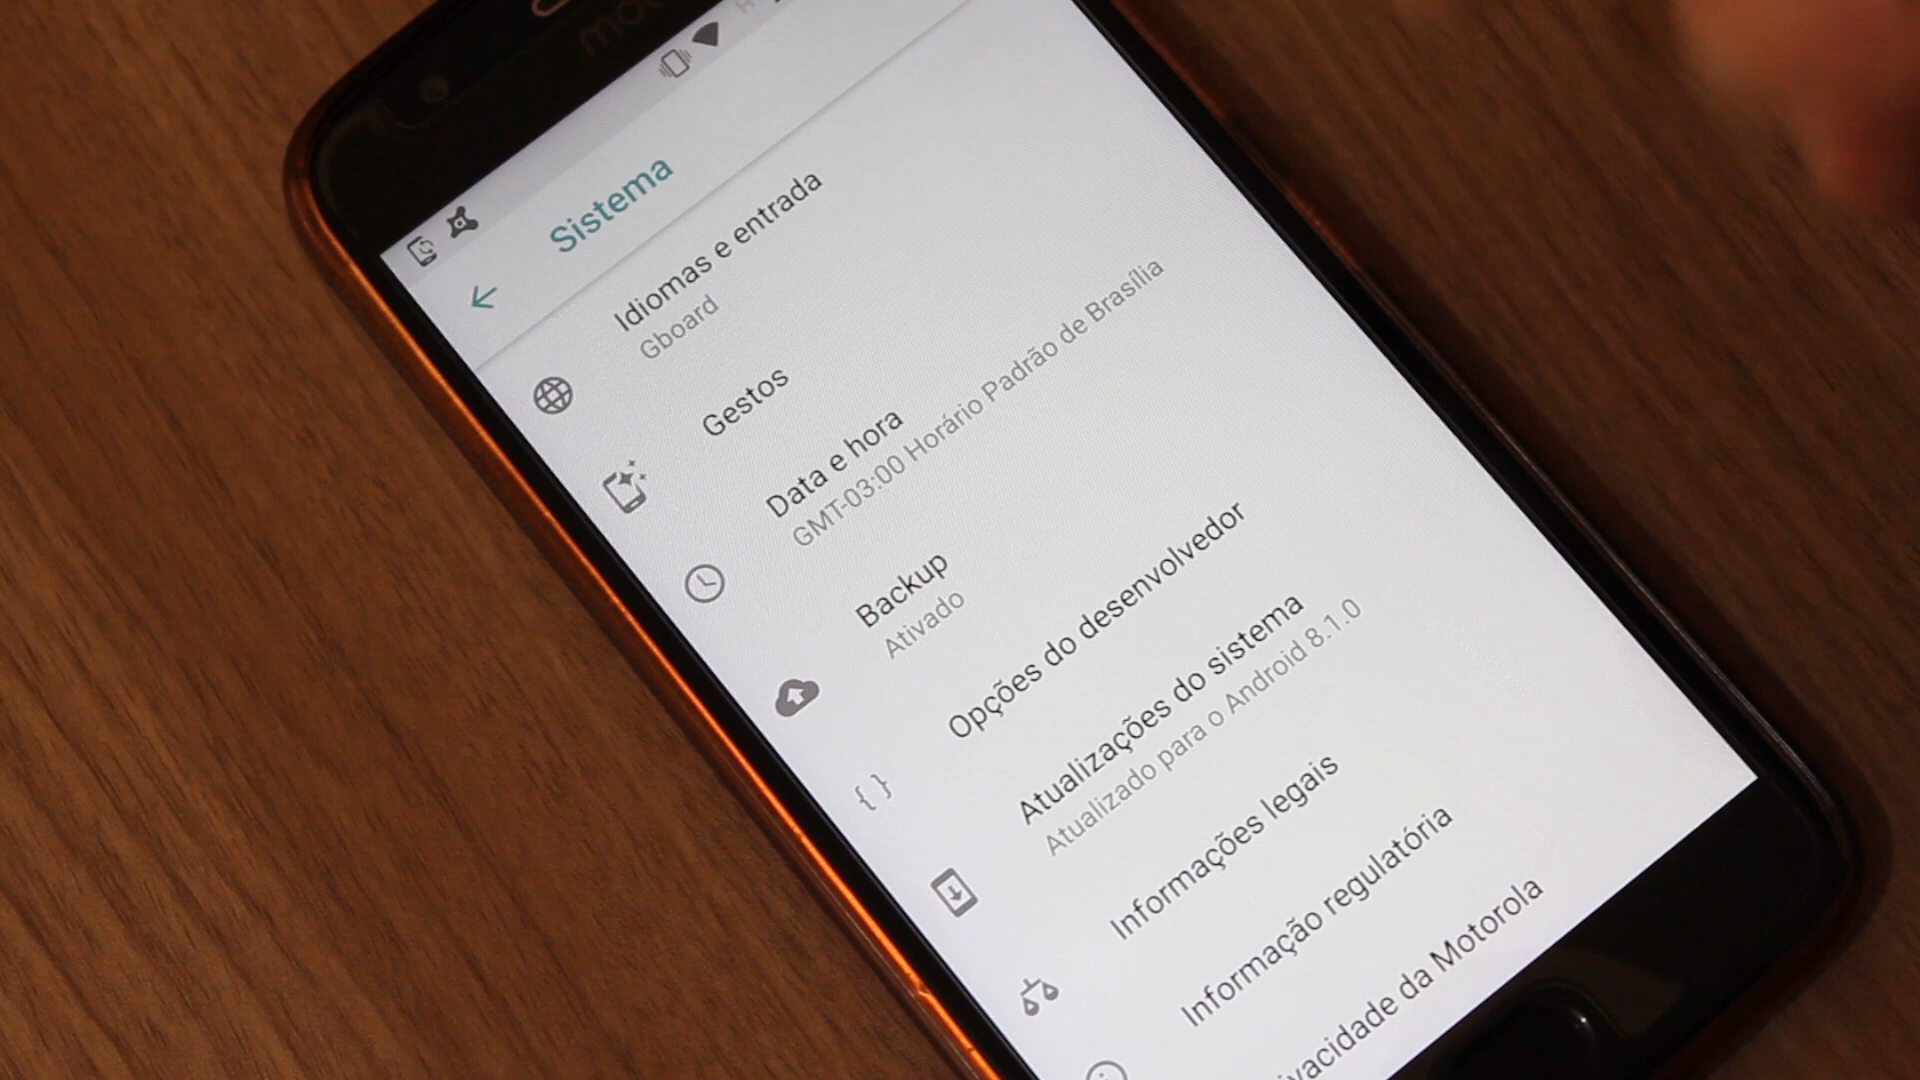 Sistema
Idiomas e entrada
Gboard
Gestos
Data e hora
GMT-03:00 Horário Padrão de Brasília
Backup
Ativado
Opções do desenvolvedor
Atualizações do sistema
Atualizado para o Android 8.1.0
Informações legais
Informação regulatória
da Motorola